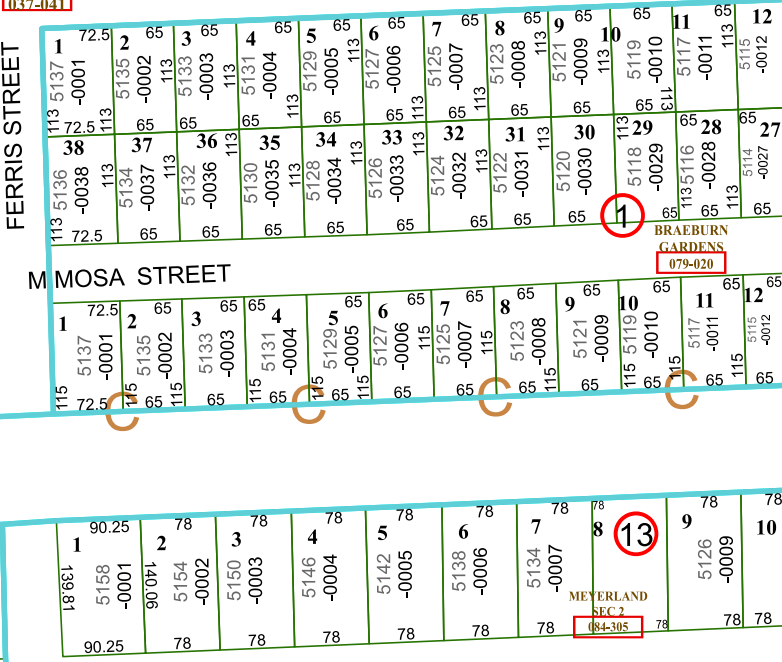 037-041
FERRIS STREET
1 72.5 2 65 3 65 4 65 5 65 6 65 7 65 8 65 9 65 10 65 11 65 12
5137 -0001 113 5135 -0002 113 5133 -0003 113 5131 -0004 113 5129 -0005 113 5127 -0006 113 5125 -0007 113 5123 -0008 113 5121 -0009 113 5119 -0010 113 5117 -0011 113 5115 -0012
113 72.5 65 65 65 65 65 65 65 65 65 65
38 37 36 35 34 33 32 31 30 29 28 27
5136 -0038 113 5134 -0037 113 5132 -0036 113 5130 -0035 113 5128 -0034 113 5126 -0033 113 5124 -0032 113 5122 -0031 113 5120 -0030 113 5118 -0029 113 5116 -0028 113 5114 -0027
113 72.5 65 65 65 65 65 65 65 65 65 65
1
BRAEBURN
GARDENS
079-020
MIMOSA STREET
1 72.5 2 65 3 65 65 4 5 65 6 65 7 65 8 65 9 65 10 65 11 65 12
5137 -0001 5135 -0002 5133 -0003 5131 -0004 5129 -0005 5127 -0006 115 5125 -0007 115 5123 -0008 5121 -0009 5119 -0010 5117 -0011 5115 -0012
115 72.5 115 65 115 65 115 65 115 65 115 65 65 65 115 65 115 65 115 65 115
C C C C
90.25 78 78 78 78 78 78 78 78 78
1 2 3 4 5 6 7 8 13 9 10
139.81 5158 -0001 140.06 5154 -0002 5150 -0003 5146 -0004 5142 -0005 5138 -0006 5134 -0007 5126 -0009
MEYERLAND
SEC 2
084-305
90.25 78 78 78 78 78 78 78 78 78